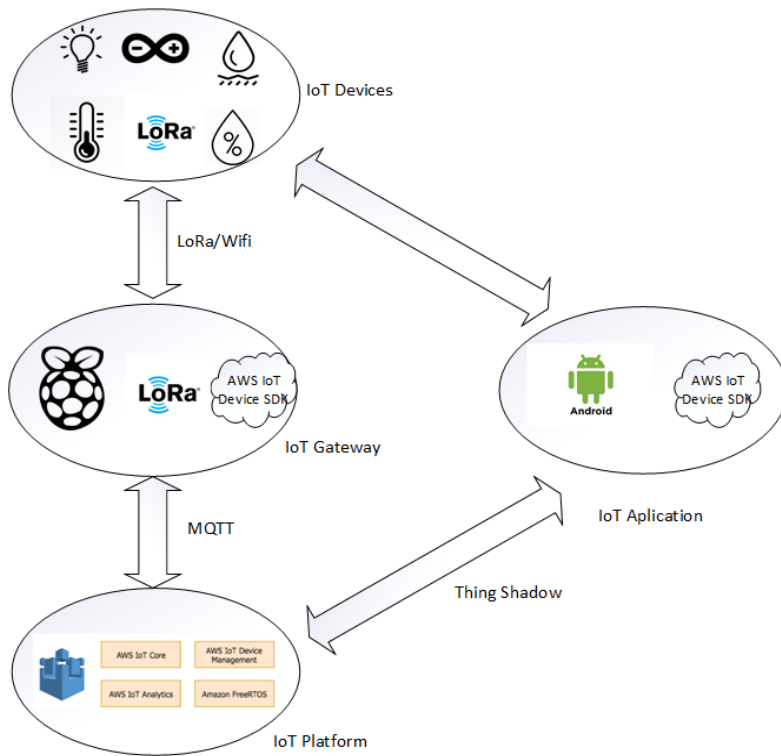 IoT Devices
LoRa
%
LoRa/Wifi
LoRa
AWS IoT
Device SDK
IoT Gateway
Android
AWS IoT
Device SDK
IoT Aplication
MQTT
Thing Shadow
AWS IoT Core
AWS IoT Device
Management
AWS IoT Analytics
Amazon FreeRTOS
IoT Platform